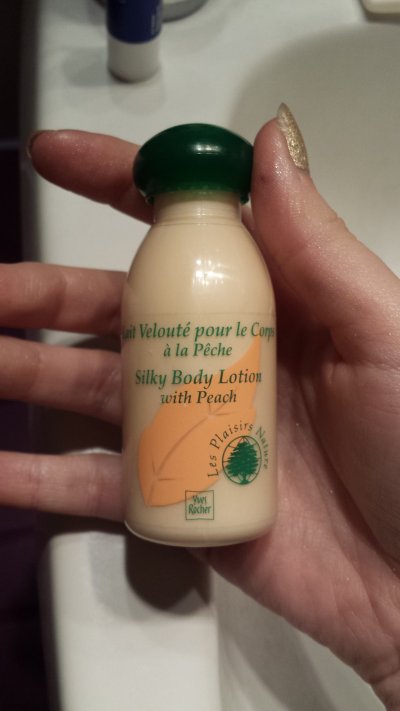 Lait Velouté pour le Corps
à la Pêche
Silky Body Lotion
with Peach
Les Plaisirs Nature
Yves
Rocher